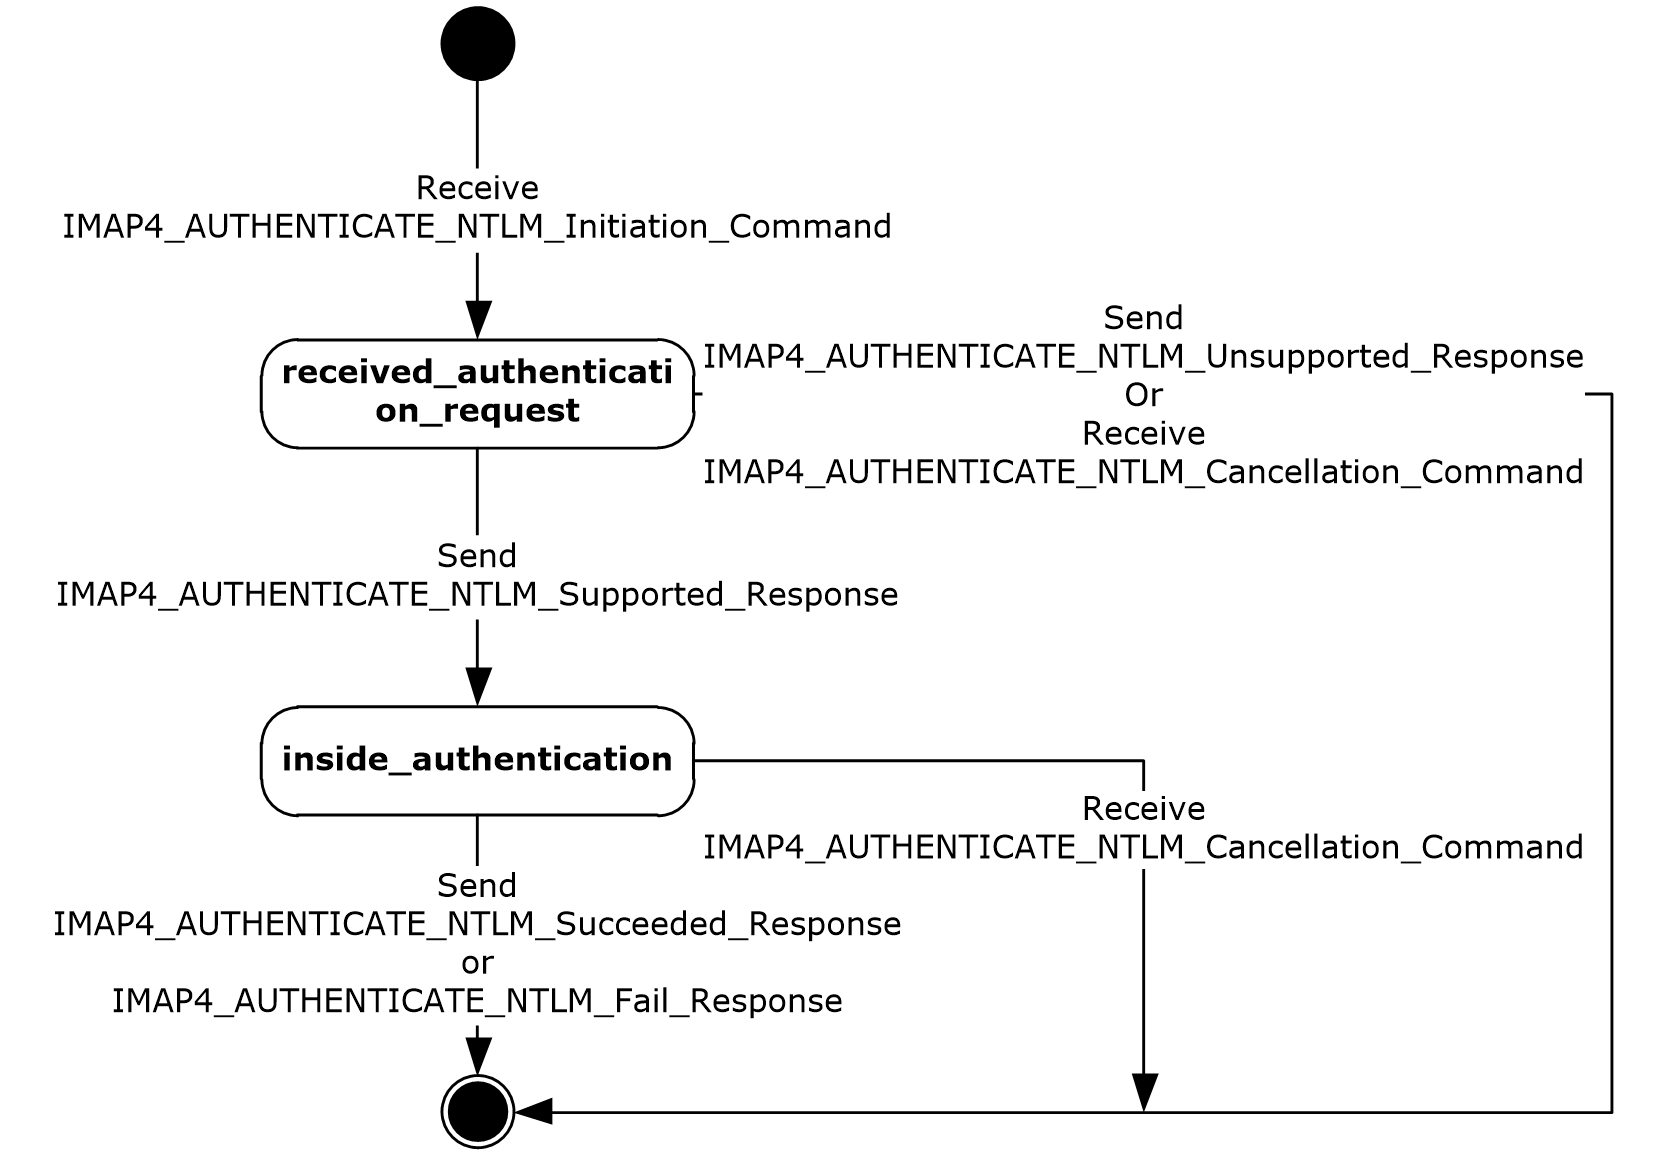 Receive
IMAP4_AUTHENTICATE_NTLM_Initiation_Command
received_authenticati
on_request
Send
IMAP4_AUTHENTICATE_NTLM_Unsupported_Response
Or
Receive
IMAP4_AUTHENTICATE_NTLM_Cancellation_Command
Send
IMAP4_AUTHENTICATE_NTLM_Supported_Response
inside_authentication
Receive
IMAP4_AUTHENTICATE_NTLM_Cancellation_Command
Send
IMAP4_AUTHENTICATE_NTLM_Succeeded_Response
or
IMAP4_AUTHENTICATE_NTLM_Fail_Response